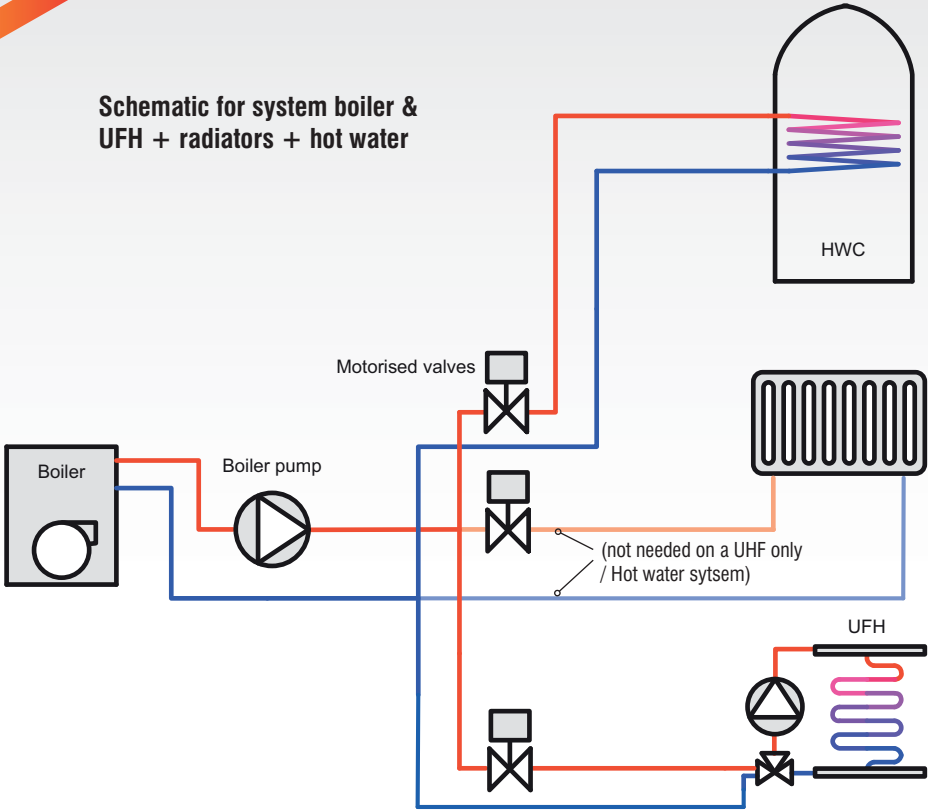 Schematic for system boiler &
UFH + radiators + hot water
HWC
Motorised valves
Boiler
Boiler pump
(not needed on a UHF only
/ Hot water sytsem)
UFH